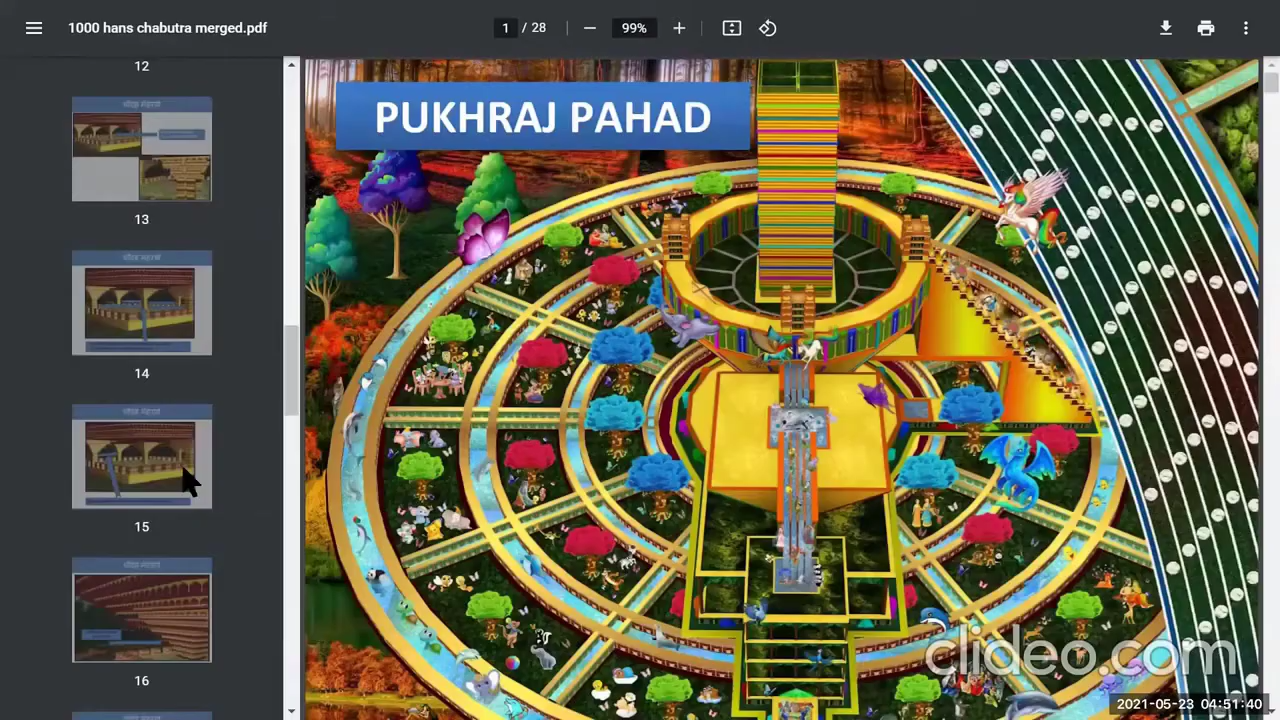 1000 hans chabutra merged.pdf
1 / 28
99%
12
13
14
15
16
PUKHRAJ PAHAD
clideo.com
2021-05-23 04:51:40